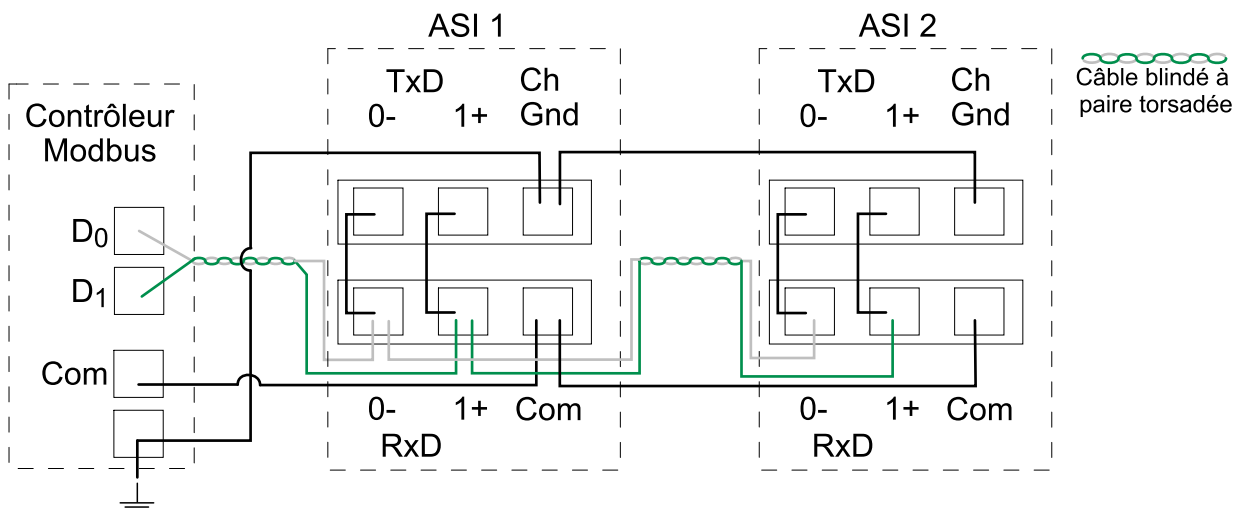 ASI 1
ASI 2
Câble blindé à
paire torsadée
Contrôleur
Modbus
D0
D1
Com
TxD
0-
1+
Ch
Gnd
0-
1+
Com
RxD
TxD
0-
1+
Ch
Gnd
0-
1+
Com
RxD